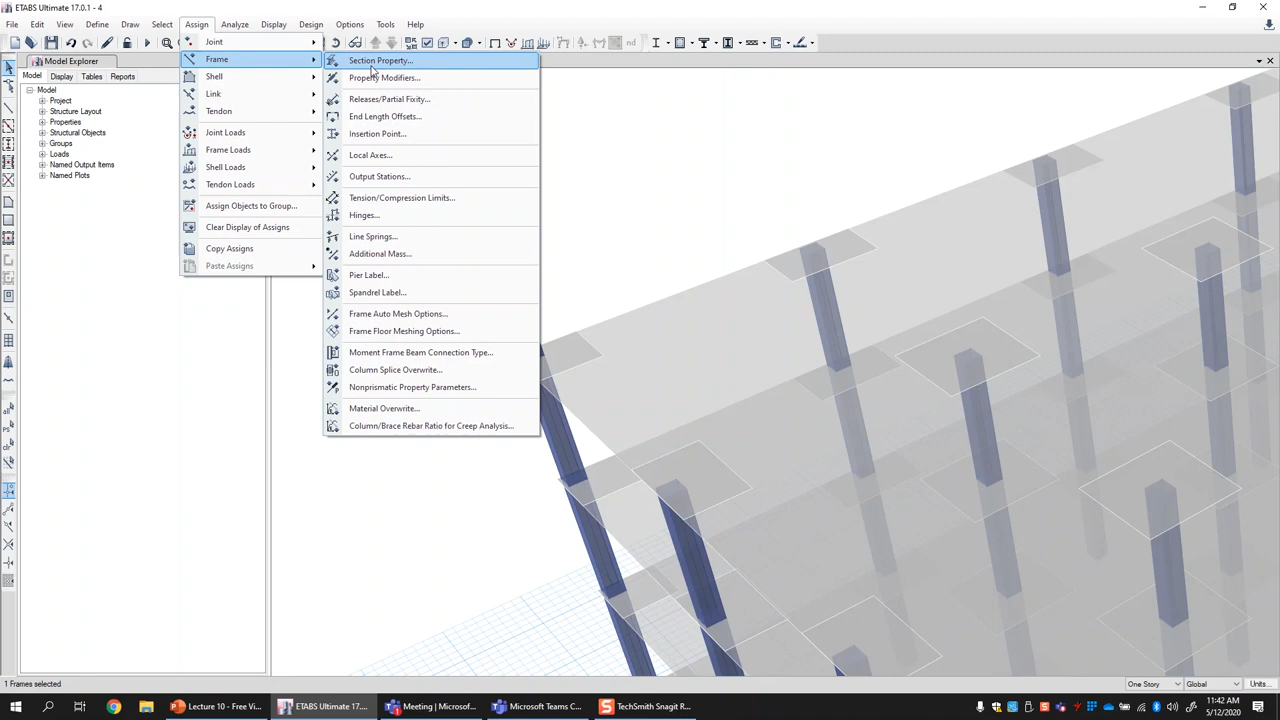 ETABS Ultimate 17.0.1 - 4
File Edit View Define Draw Select Assign Analyze Display Design Options Tools Help
nd
Model Explorer
Model Display Tables Reports
Model
Project
Structure Layout
Properties
Structural Objects
Groups
Loads
Named Output Items
Named Plots
Joint
Frame
Shell
Link
Tendon
Joint Loads
Frame Loads
Shell Loads
Tendon Loads
Assign Objects to Group...
Clear Display of Assigns
Copy Assigns
Paste Assigns
Section Property...
Property Modifiers...
Releases/Partial Fixity...
End Length Offsets...
Insertion Point...
Local Axes...
Output Stations...
Tension/Compression Limits...
Hinges...
Line Springs...
Additional Mass...
Pier Label...
Spandrel Label...
Frame Auto Mesh Options...
Frame Floor Meshing Options...
Moment Frame Beam Connection Type...
Column Splice Overwrite...
Nonprismatic Property Parameters...
Material Overwrite...
Column/Brace Rebar Ratio for Creep Analysis...
1 Frames selected
One Story Global Units...
Lecture 10 - Free Vi... ETABS Ultimate 17.... Meeting | Microsof... Microsoft Teams C... TechSmith Snagit R...
11:42 AM
5/12/2020